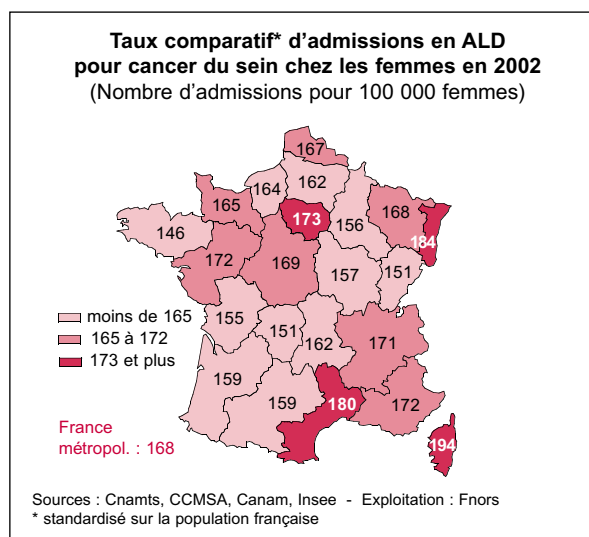 Taux comparatif* d'admissions en ALD
pour cancer du sein chez les femmes en 2002
(Nombre d'admissions pour 100 000 femmes)
167
164
162
165
173
156
168
184
146
172
169
157
151
155
151
162
171
159
159
180
172
194
moins de 165
165 à 172
173 et plus
France
métropol. : 168
Sources : Cnamts, CCMSA, Canam, Insee - Exploitation : Fnors
* standardisé sur la population française